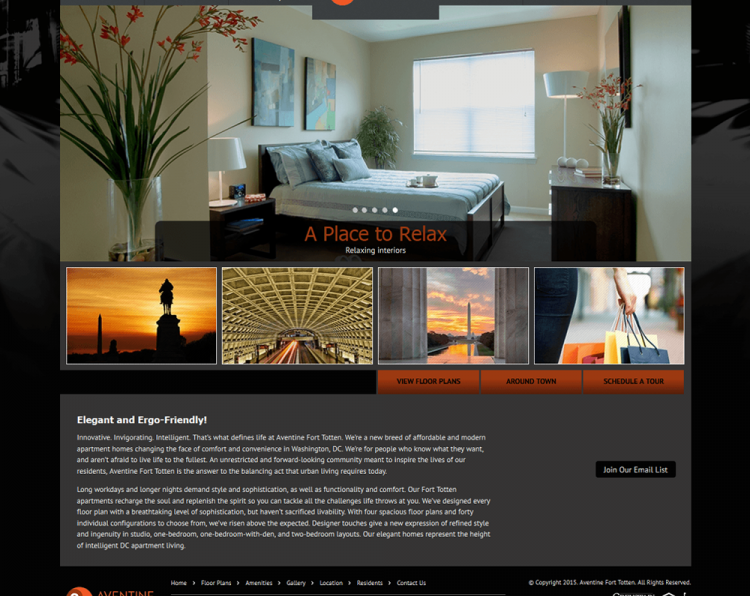 A Place to Relax
Relaxing interiors
VIEW FLOOR PLANS
AROUND TOWN
SCHEDULE A TOUR
Elegant and Ergo-Friendly!
Innovative. Invigorating. Intelligent. That's what defines life at Aventine Fort Totten. We're a new breed of affordable and modern
apartment homes changing the face of comfort and convenience in Washington, DC. We're for people who know what they want,
and aren't afraid to live life to the fullest. An unrestricted and forward-looking community meant to inspire the lives of our
residents, Aventine Fort Totten is the answer to the balancing act that urban living requires today.
Join Our Email List
Long workdays and longer nights demand style and sophistication, as well as functionality and comfort. Our Fort Totten
apartments recharge the soul and replenish the spirit so you can tackle all the challenges life throws at you. We've designed every
floor plan with a breathtaking level of sophistication, but haven't sacrificed livability. With four spacious floor plans and forty
individual configurations to choose from, we've risen above the expected. Designer touches give a new expression of refined style
and ingenuity in studio, one-bedroom, one-bedroom-with-den, and two-bedroom layouts. Our elegant homes represent the height
of intelligent DC apartment living.
Home › Floor Plans › Amenities › Gallery › Location › Residents › Contact Us
© Copyright 2015. Aventine Fort Totten. All Rights Reserved.
AVENTINE